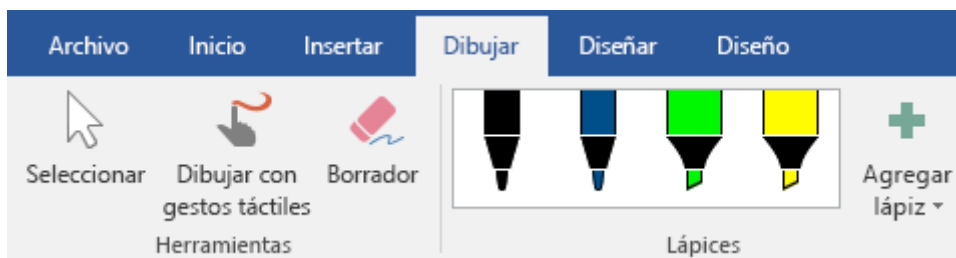 Archivo Inicio Insertar Dibujar Diseñar Diseño
Seleccionar
Dibujar con
gestos táctiles
Borrador
Agregar
lápiz
Herramientas
Lápices